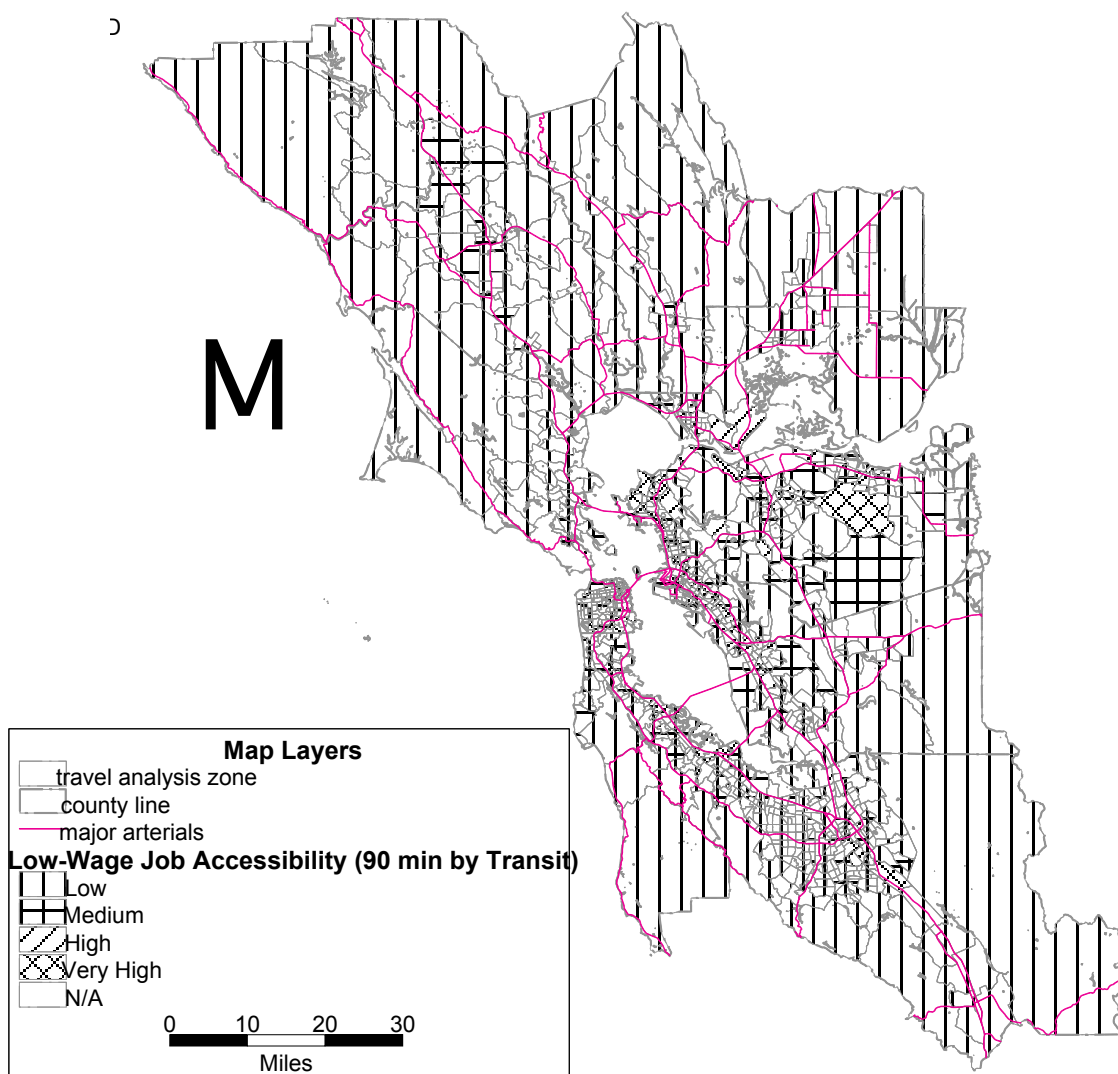 M
Map Layers
travel analysis zone
county line
major arterials
Low-Wage Job Accessibility (90 min by Transit)
Low
Medium
High
Very High
N/A
0 10 20 30
Miles